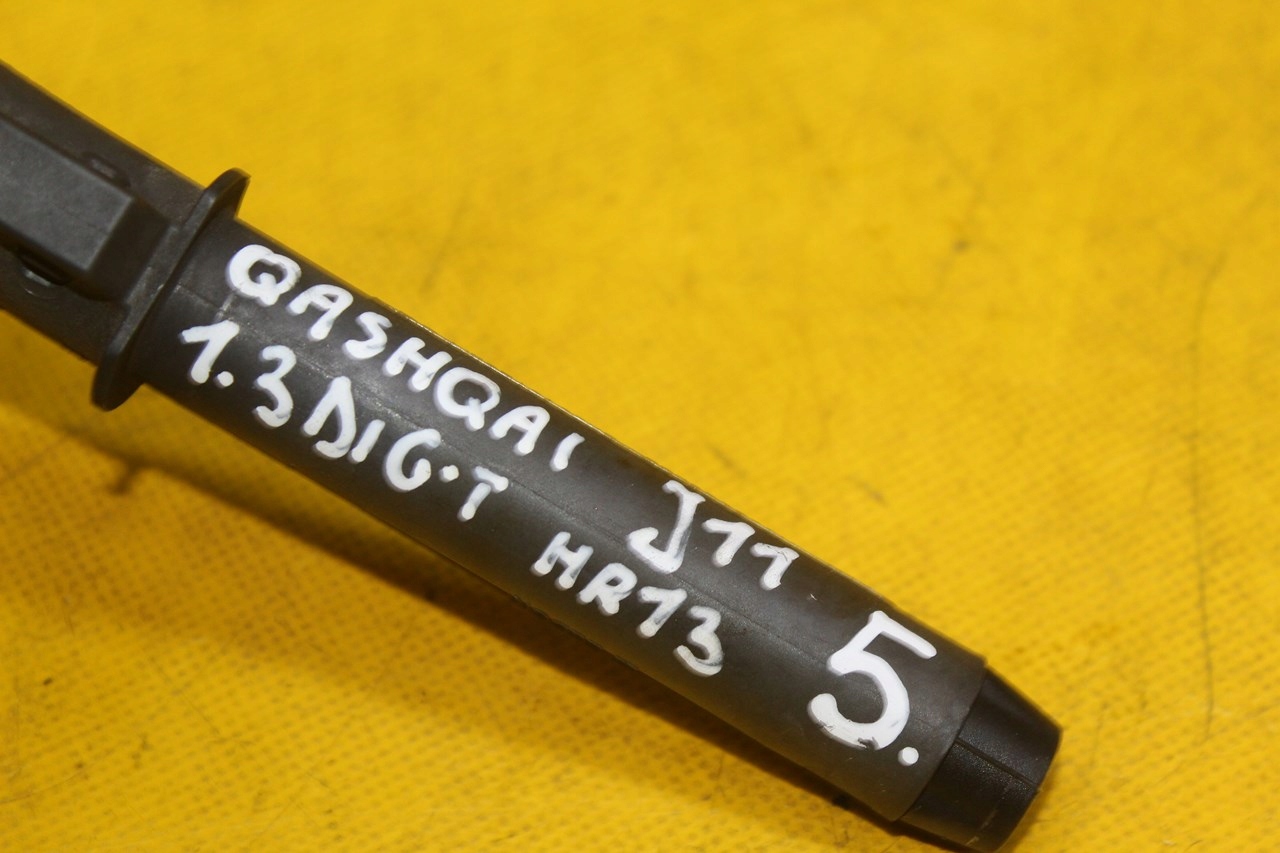 QASHQAI J11
1.3 DIG·T HR13
5.